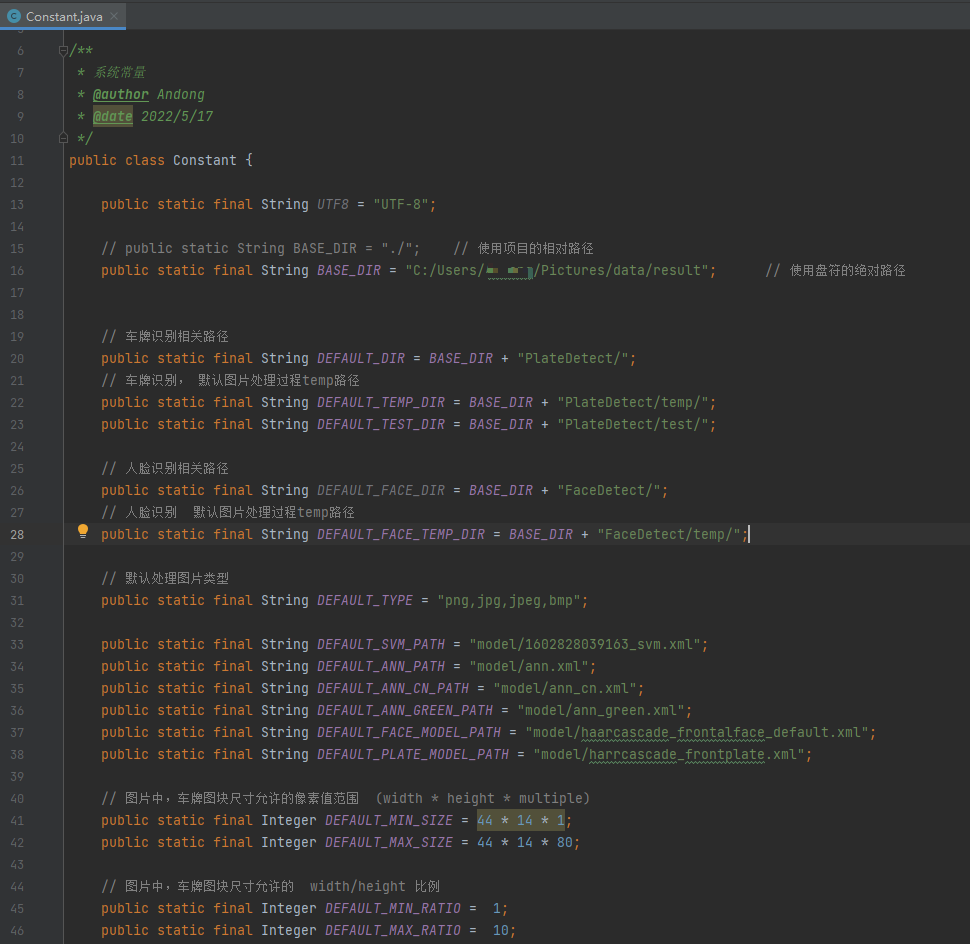 Constant.java
6 /**
7 * 系统常量
8 * @author Andong
9 * @date 2022/5/17
10 */
11 public class Constant {
12
13 public static final String UTF8 = "UTF-8";
14
15 // public static String BASE_DIR = "./"; // 使用项目的相对路径
16 public static final String BASE_DIR = "C:/Users/ /Pictures/data/result"; // 使用盘符的绝对路径
17
18
19 // 车牌识别相关路径
20 public static final String DEFAULT_DIR = BASE_DIR + "PlateDetect/";
21 // 车牌识别, 默认图片处理过程temp路径
22 public static final String DEFAULT_TEMP_DIR = BASE_DIR + "PlateDetect/temp/";
23 public static final String DEFAULT_TEST_DIR = BASE_DIR + "PlateDetect/test/";
24
25 // 人脸识别相关路径
26 public static final String DEFAULT_FACE_DIR = BASE_DIR + "FaceDetect/";
27 // 人脸识别 默认图片处理过程temp路径
28 public static final String DEFAULT_FACE_TEMP_DIR = BASE_DIR + "FaceDetect/temp/";
29
30 // 默认处理图片类型
31 public static final String DEFAULT_TYPE = "png,jpg,jpeg,bmp";
32
33 public static final String DEFAULT_SVM_PATH = "model/1602828039163_svm.xml";
34 public static final String DEFAULT_ANN_PATH = "model/ann.xml";
35 public static final String DEFAULT_ANN_CN_PATH = "model/ann_cn.xml";
36 public static final String DEFAULT_ANN_GREEN_PATH = "model/ann_green.xml";
37 public static final String DEFAULT_FACE_MODEL_PATH = "model/haarcascade_frontalface_default.xml";
38 public static final String DEFAULT_PLATE_MODEL_PATH = "model/harrcascade_frontplate.xml";
39
40 // 图片中,车牌图块尺寸允许的像素值范围 (width * height * multiple)
41 public static final Integer DEFAULT_MIN_SIZE = 44 * 14 * 1;
42 public static final Integer DEFAULT_MAX_SIZE = 44 * 14 * 80;
43
44 // 图片中,车牌图块尺寸允许的 width/height 比例
45 public static final Integer DEFAULT_MIN_RATIO = 1;
46 public static final Integer DEFAULT_MAX_RATIO = 10;